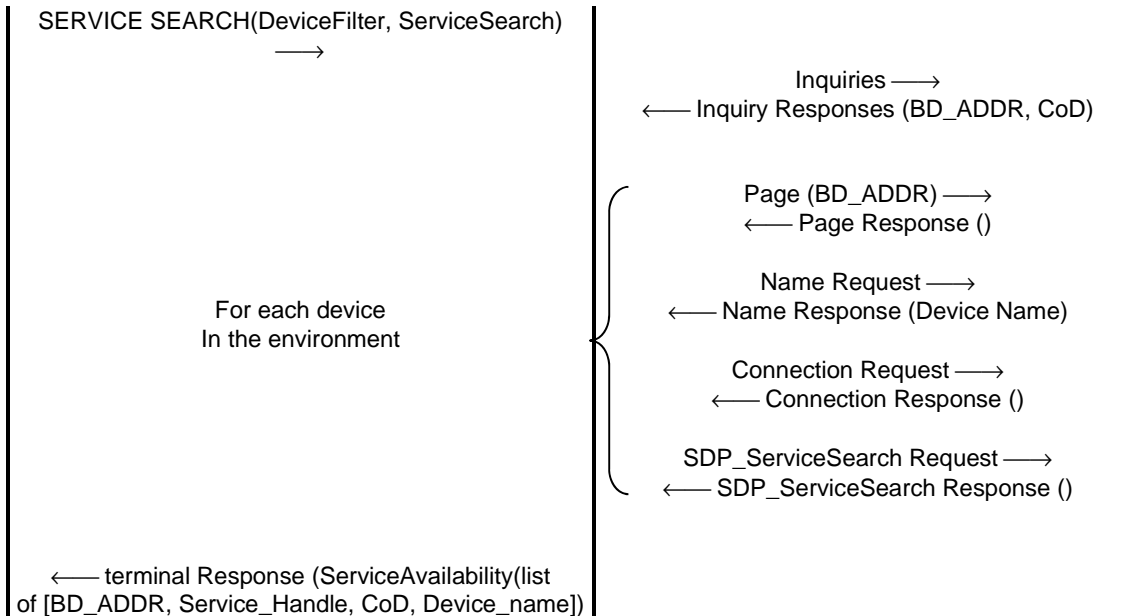 SERVICE SEARCH(DeviceFilter, ServiceSearch)
⟶
Inquiries ⟶
⟵ Inquiry Responses (BD_ADDR, CoD)
Page (BD_ADDR) ⟶
⟵ Page Response ()
Name Request ⟶
⟵ Name Response (Device Name)
For each device
In the environment
Connection Request ⟶
⟵ Connection Response ()
SDP_ServiceSearch Request ⟶
⟵ SDP_ServiceSearch Response ()
⟵ terminal Response (ServiceAvailability(list
of [BD_ADDR, Service_Handle, CoD, Device_name])